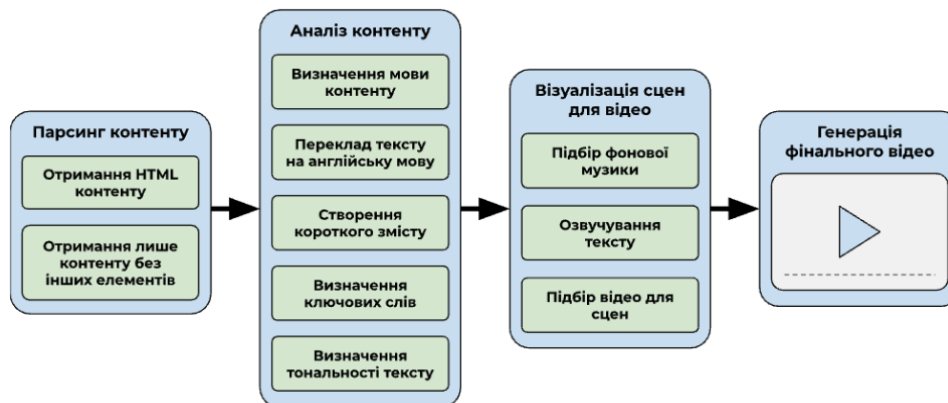 Парсинг контенту
Отримання HTML
контенту
Отримання лише
контенту без
інших елементів
Аналіз контенту
Визначення мови
контенту
Переклад тексту
на англійську мову
Створення
короткого змісту
Визначення
ключових слів
Визначення
тональності тексту
Візуалізація сцен
для відео
Підбір фонової
музики
Озвучування
тексту
Підбір відео для
сцен
Генерація
фінального відео